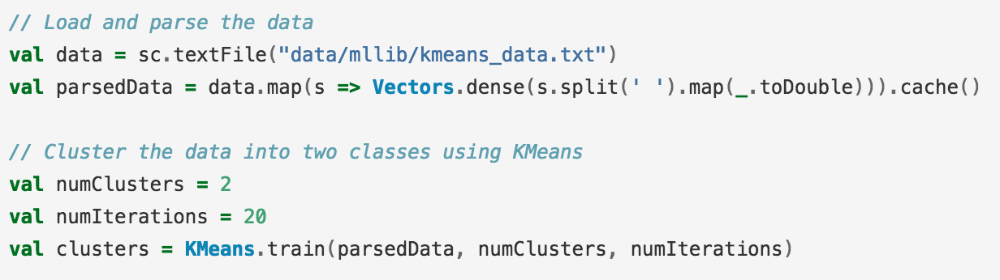 // Load and parse the data
val data = sc.textFile("data/mllib/kmeans_data.txt")
val parsedData = data.map(s => Vectors.dense(s.split(' ').map(_.toDouble))).cache()
// Cluster the data into two classes using KMeans
val numClusters = 2
val numIterations = 20
val clusters = KMeans.train(parsedData, numClusters, numIterations)